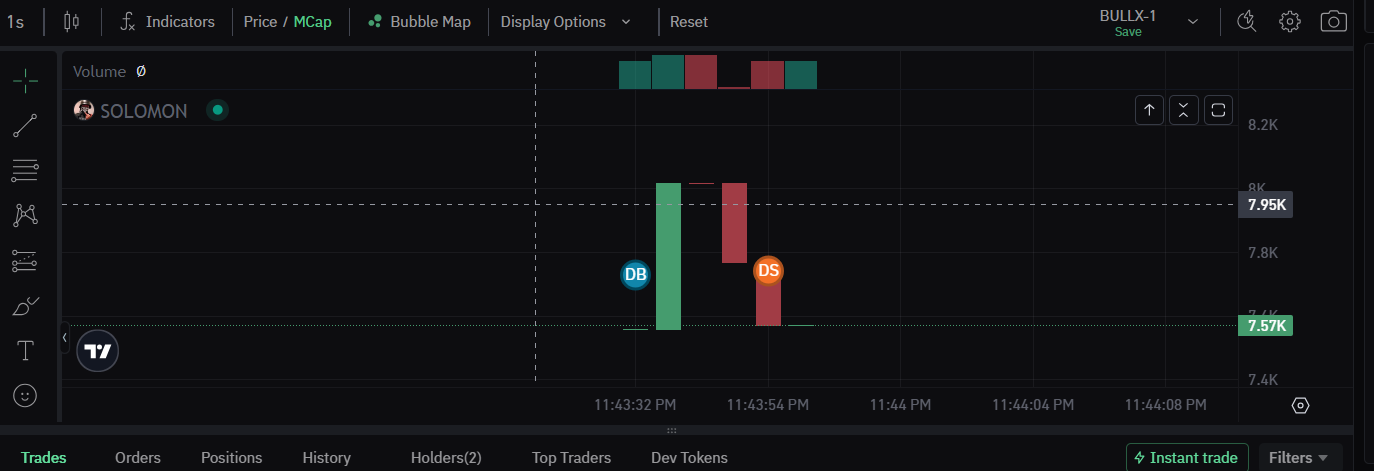 1s Indicators Price / MCap Bubble Map Display Options Reset BULLX-1
Save
Volume Ø
SOLOMON
8.2K
8K
7.95K
7.8K
DB DS
7.6K
7.57K
7.4K
11:43:32 PM 11:43:54 PM 11:44 PM 11:44:04 PM 11:44:08 PM
Trades Orders Positions History Holders(2) Top Traders Dev Tokens Instant trade Filters